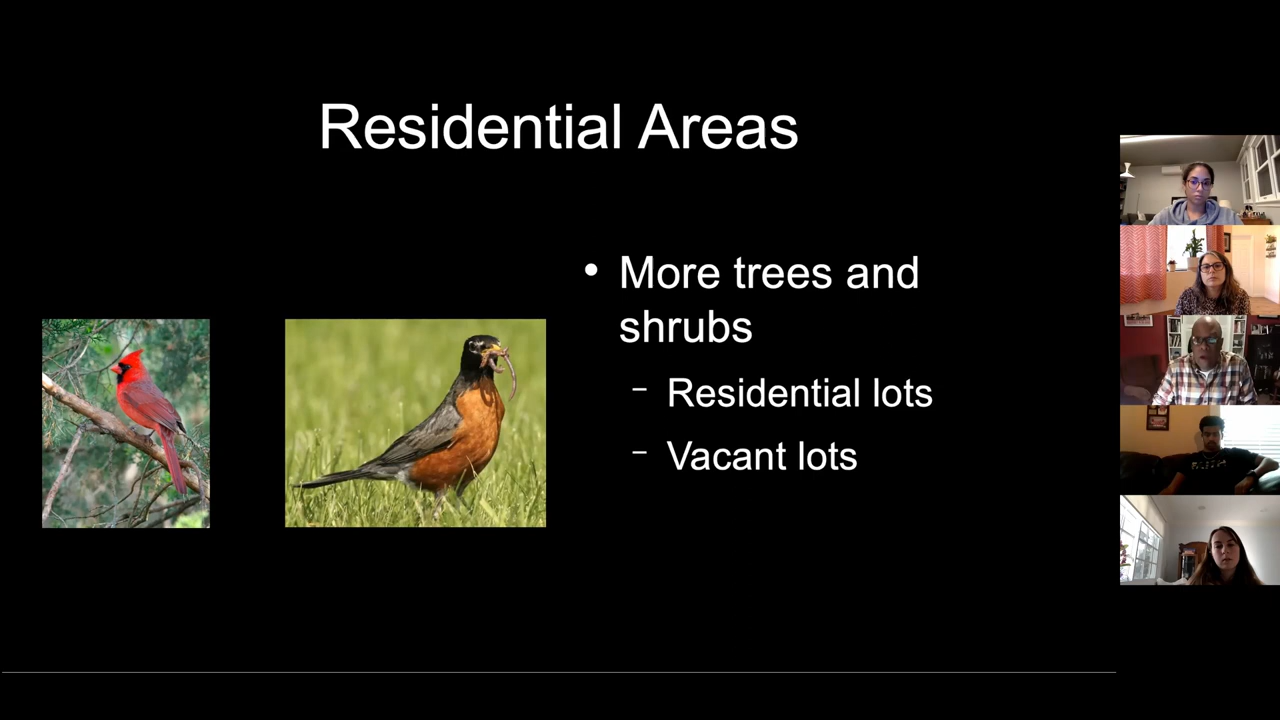 Residential Areas
• More trees and
shrubs
– Residential lots
– Vacant lots